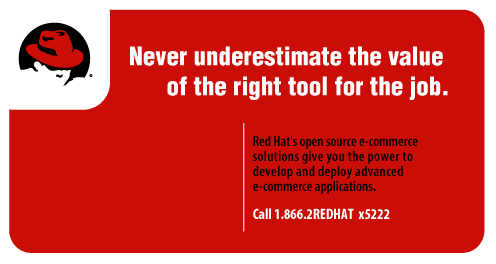 Never underestimate the value
of the right tool for the job.
Red Hat's open source e-commerce
solutions give you the power to
develop and deploy advanced
e-commerce applications.
Call 1.866.2REDHAT x5222